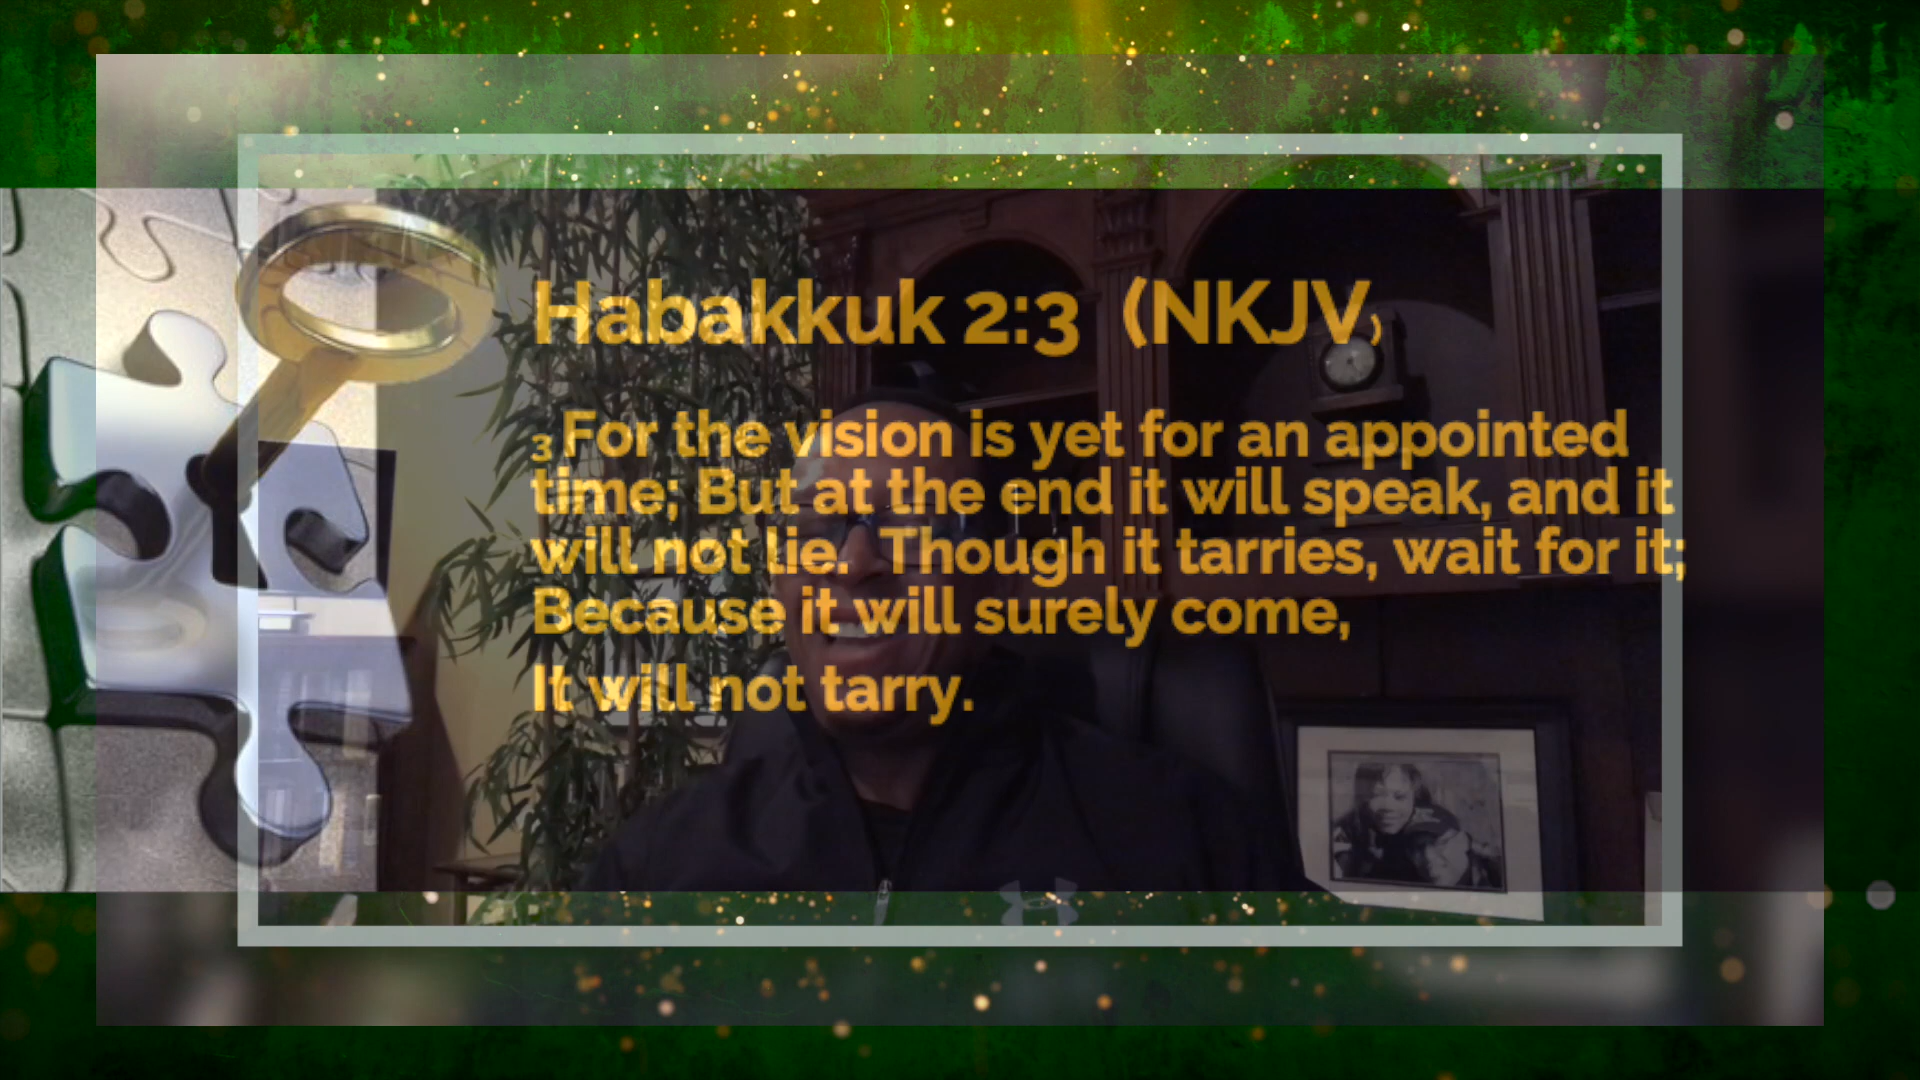 Habakkuk 2:3 (NKJV)
3 For the vision is yet for an appointed
time; But at the end it will speak, and it
will not lie. Though it tarries, wait for it;
Because it will surely come,
It will not tarry.